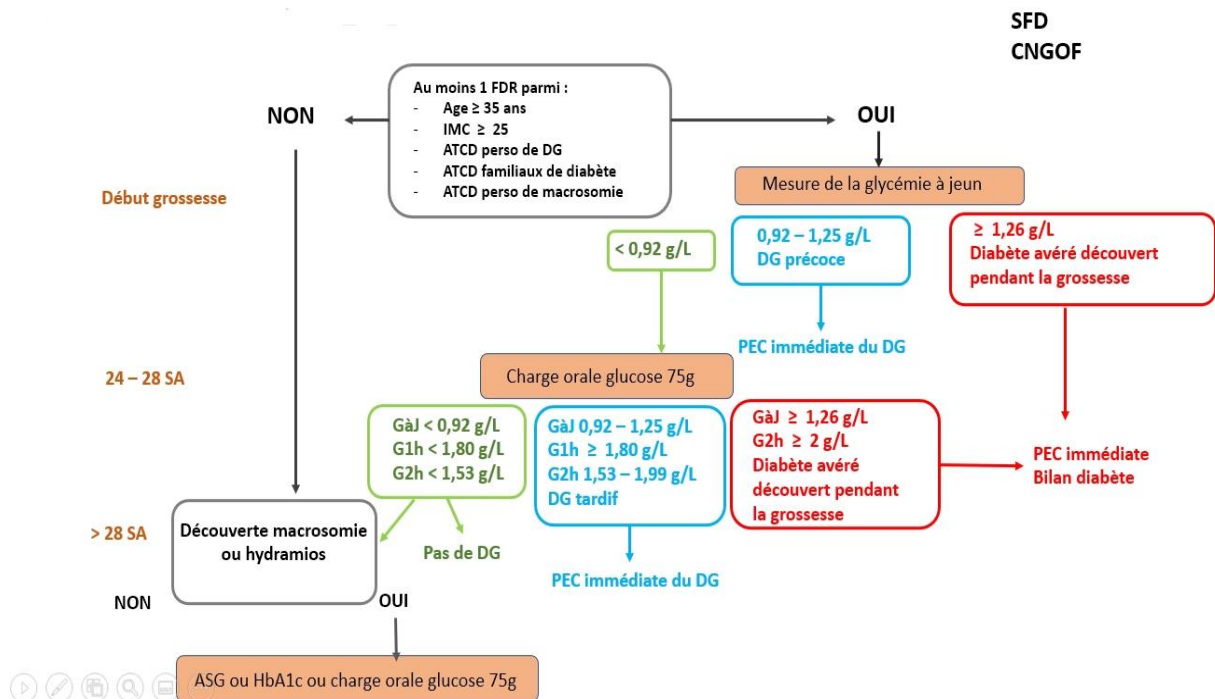 SFD
CNGOF
Au moins 1 FDR parmi :
- Age ≥ 35 ans
- IMC ≥ 25
- ATCD perso de DG
- ATCD familiaux de diabète
- ATCD perso de macrosomie
NON
OUI
Début grossesse
Mesure de la glycémie à jeun
< 0,92 g/L
0,92 – 1,25 g/L
DG précoce
≥ 1,26 g/L
Diabète avéré découvert
pendant la grossesse
PEC immédiate du DG
24 – 28 SA
Charge orale glucose 75g
GàJ < 0,92 g/L
G1h < 1,80 g/L
G2h < 1,53 g/L
GàJ 0,92 – 1,25 g/L
G1h ≥ 1,80 g/L
G2h 1,53 – 1,99 g/L
DG tardif
GàJ ≥ 1,26 g/L
G2h ≥ 2 g/L
Diabète avéré
découvert pendant
la grossesse
PEC immédiate
Bilan diabète
> 28 SA
Découverte macrosomie
ou hydramios
Pas de DG
PEC immédiate du DG
NON
OUI
ASG ou HbA1c ou charge orale glucose 75g